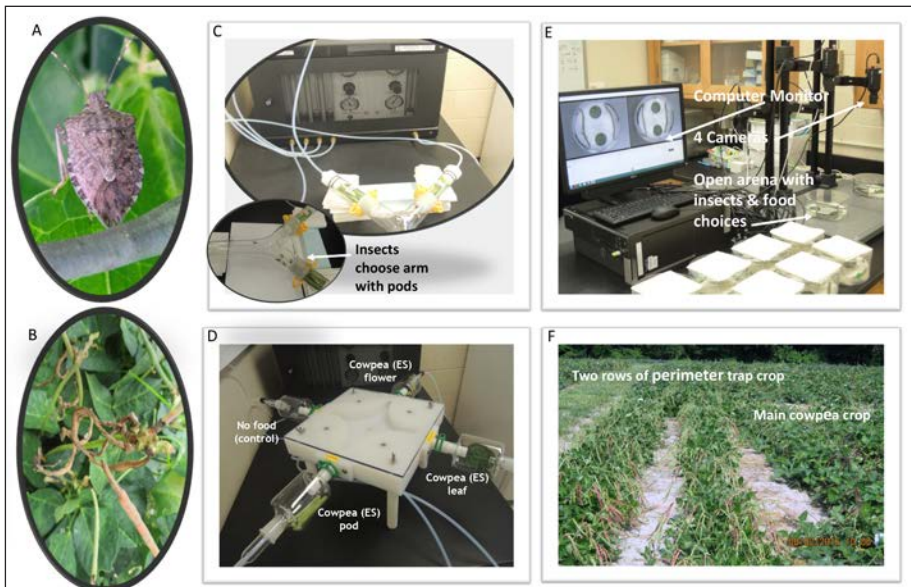 A
B
C
Insects
choose arm
with pods
D
Cowpea (ES)
flower
No food
(control)
Cowpea (ES)
leaf
Cowpea (ES)
pod
E
Computer Monitor
4 Cameras
Open arena with
insects & food
choices
F
Two rows of perimeter trap crop
Main cowpea crop